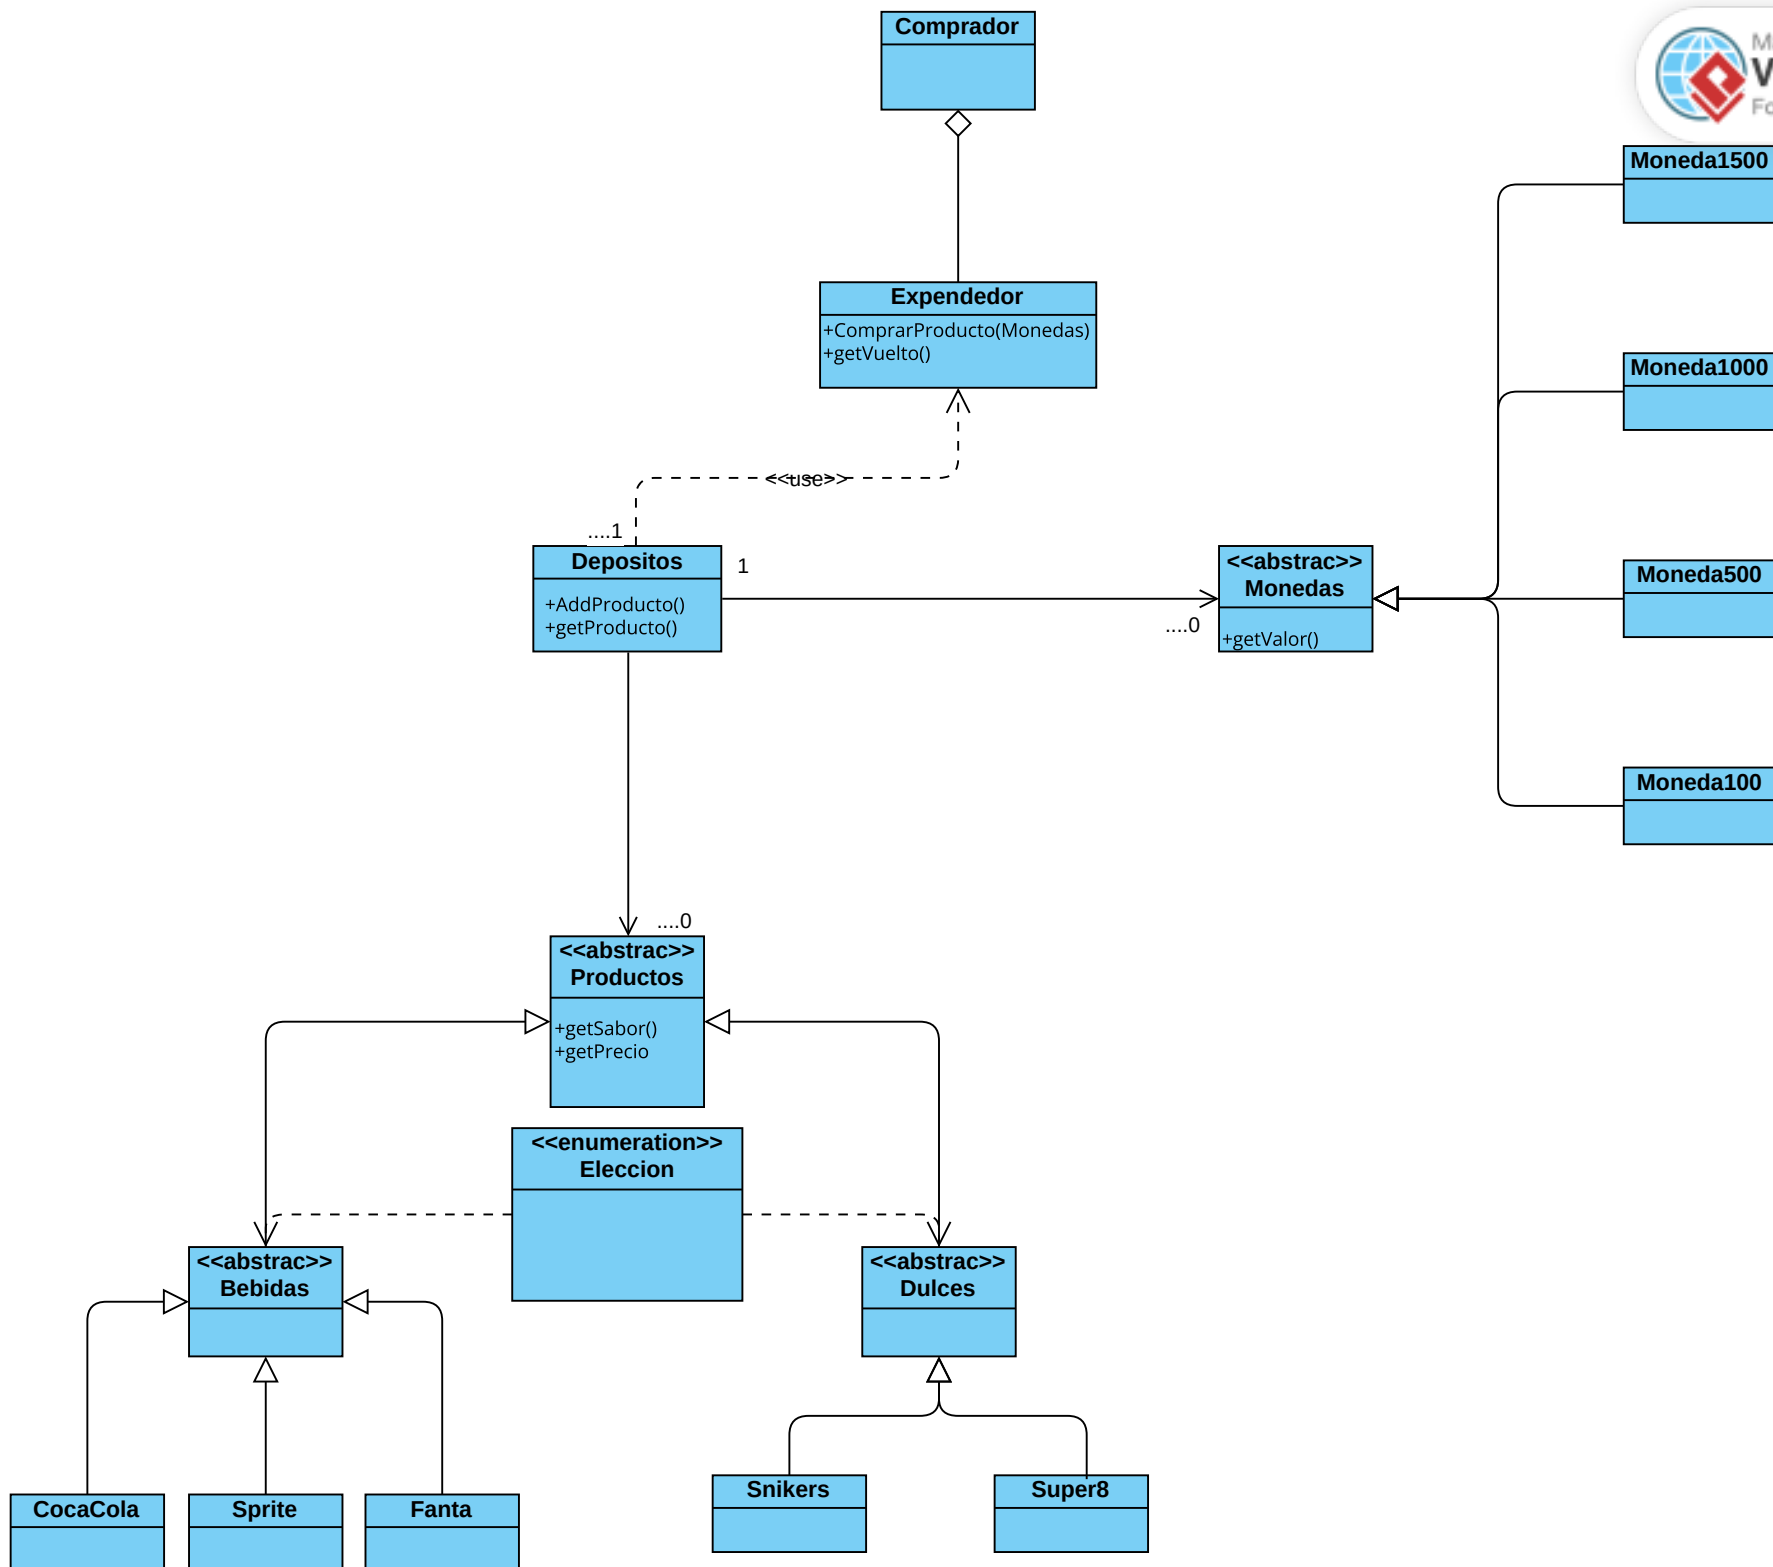 Comprador
Expendedor
+ComprarProducto(Monedas)
+getVuelto()
<<use>>
....1
Depositos
+AddProducto()
+getProducto()
1
....0
<<abstrac>>
Monedas
+getValor()
Moneda1500
Moneda1000
Moneda500
Moneda100
....0
<<abstrac>>
Productos
+getSabor()
+getPrecio
<<enumeration>>
Eleccion
<<abstrac>>
Bebidas
<<abstrac>>
Dulces
CocaCola
Sprite
Fanta
Snikers
Super8